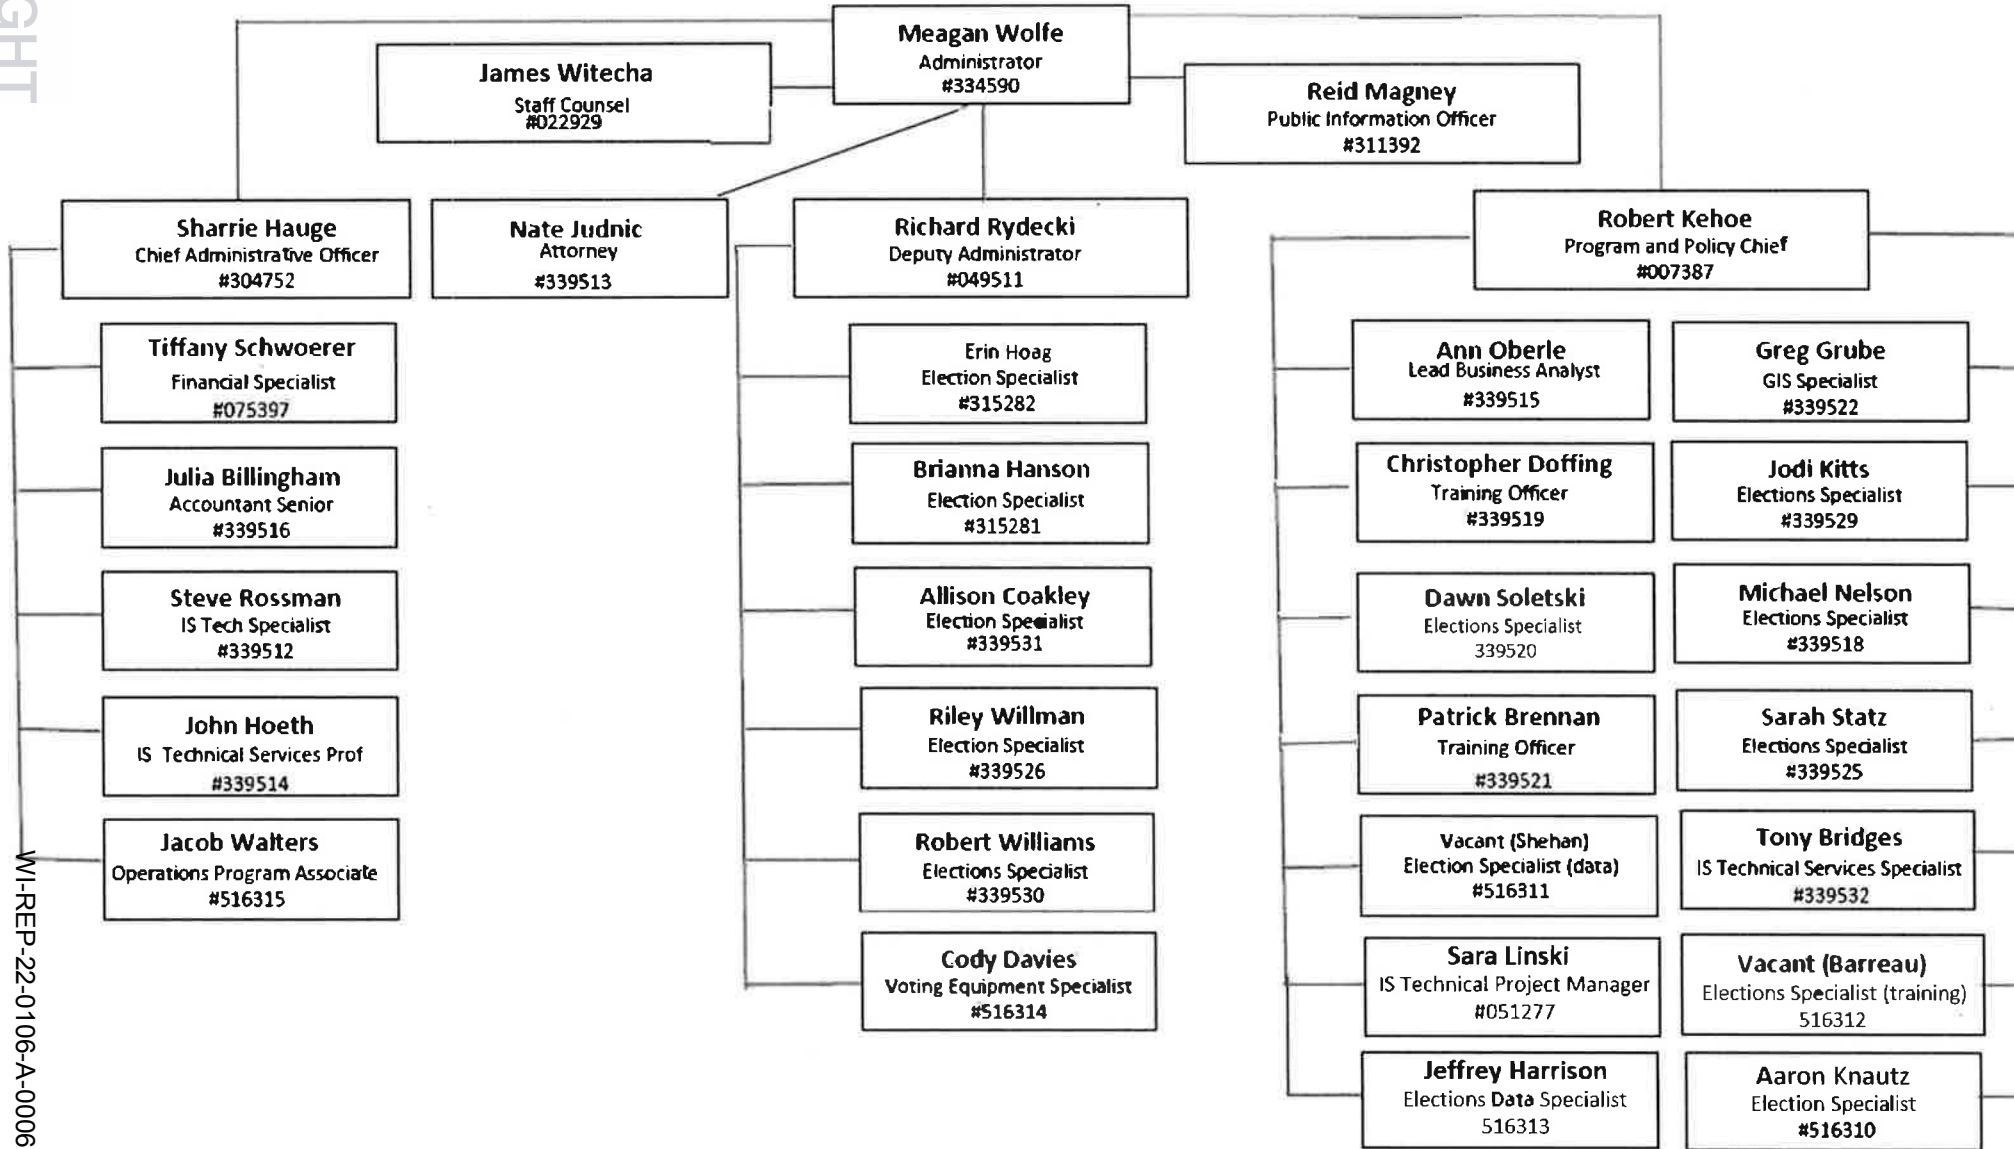 GHT
Meagan Wolfe
Administrator
#334590
James Witecha
Staff Counsel
#022929
Reid Magney
Public Information Officer
#311392
Sharrie Hauge
Chief Administrative Officer
#304752
Nate Judnic
Attorney
#339513
Richard Rydecki
Deputy Administrator
#049511
Robert Kehoe
Program and Policy Chief
#007387
Tiffany Schwoerer
Financial Specialist
#075397
Julia Billingham
Accountant Senior
#339516
Steve Rossman
IS Tech Specialist
#339512
John Hoeth
IS Technical Services Prof
#339514
Jacob Walters
Operations Program Associate
#516315
Erin Hoag
Election Specialist
#315282
Brianna Hanson
Election Specialist
#315281
Allison Coakley
Election Specialist
#339531
Riley Willman
Election Specialist
#339526
Robert Williams
Elections Specialist
#339530
Cody Davies
Voting Equipment Specialist
#516314
Ann Oberle
Lead Business Analyst
#339515
Christopher Doffing
Training Officer
#339519
Dawn Soletski
Elections Specialist
339520
Patrick Brennan
Training Officer
#339521
Vacant (Shehan)
Election Specialist (data)
#516311
Sara Linski
IS Technical Project Manager
#051277
Jeffrey Harrison
Elections Data Specialist
516313
Greg Grube
GIS Specialist
#339522
Jodi Kitts
Elections Specialist
#339529
Michael Nelson
Elections Specialist
#339518
Sarah Statz
Elections Specialist
#339525
Tony Bridges
IS Technical Services Specialist
#339532
Vacant (Barreau)
Elections Specialist (training)
516312
Aaron Knautz
Election Specialist
#516310
WI-REP-22-0106-A-0006